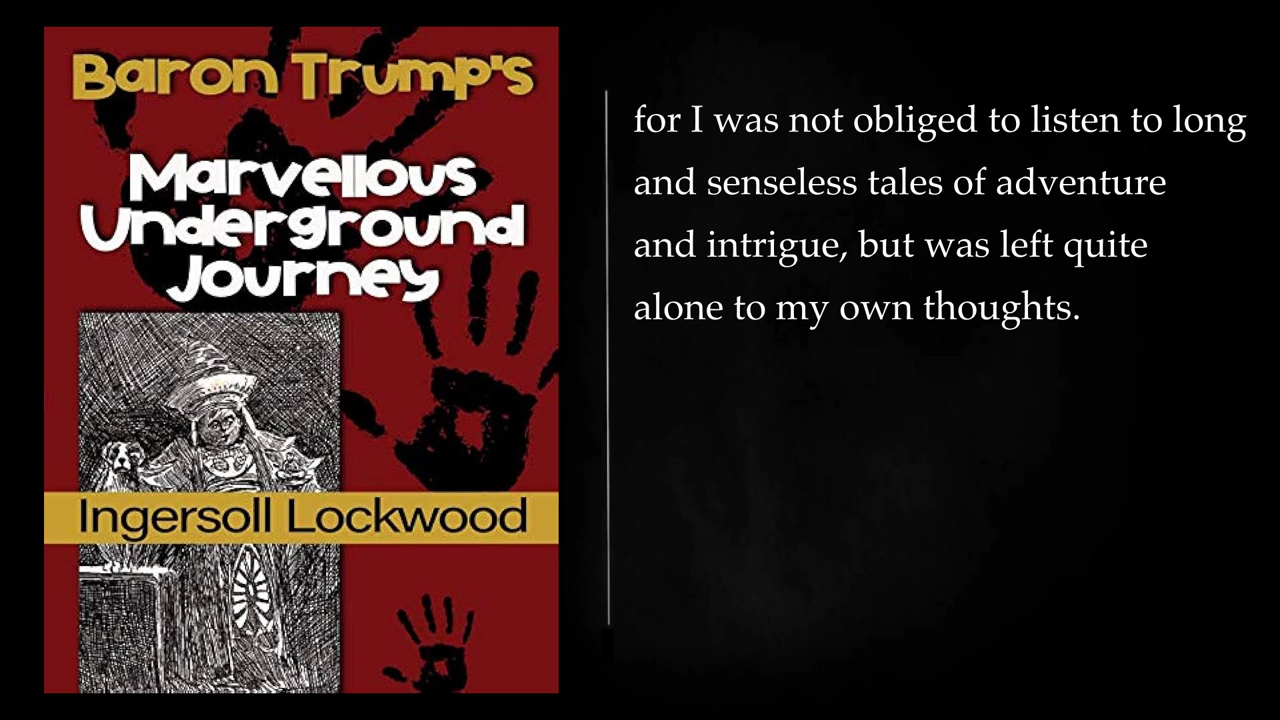 Baron Trump's
Marvellous
Underground
Journey
Ingersoll Lockwood
for I was not obliged to listen to long
and senseless tales of adventure
and intrigue, but was left quite
alone to my own thoughts.